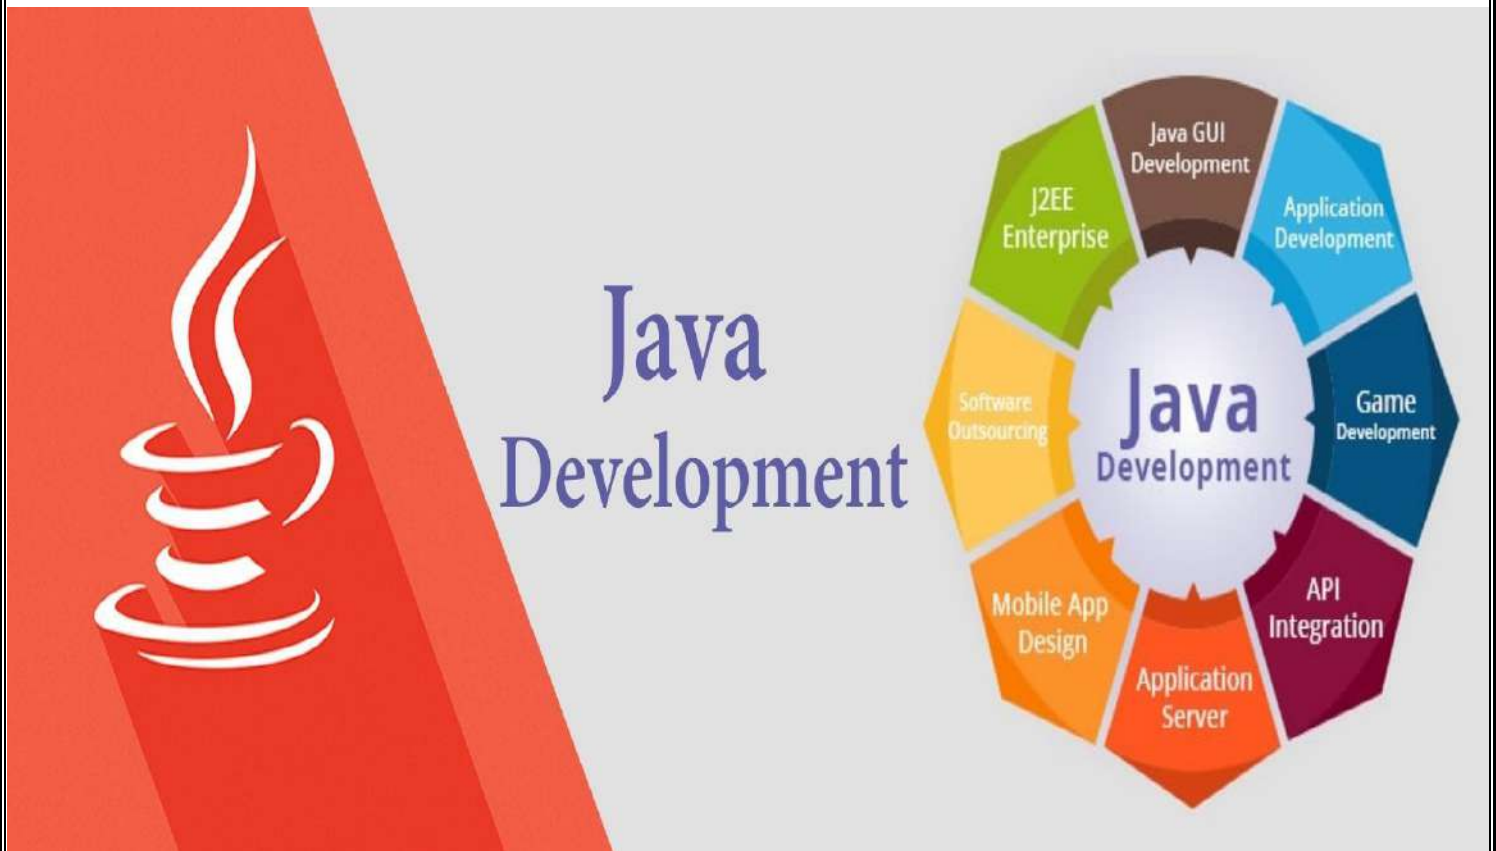 Java
Development
Java GUI
Development
Application
Development
Game
Development
API
Integration
Application
Server
Mobile App
Design
Software
Outsourcing
J2EE
Enterprise
Java
Development